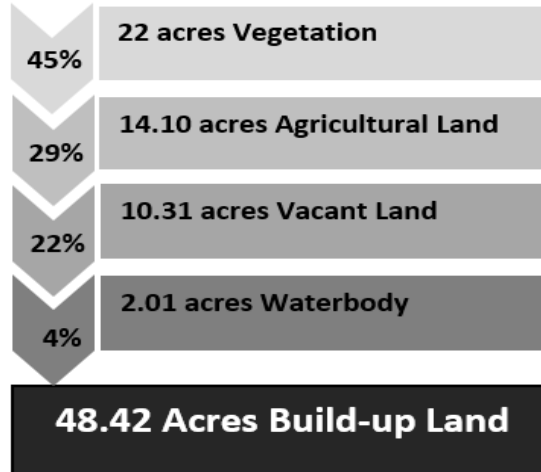 22 acres Vegetation
45%
14.10 acres Agricultural Land
29%
10.31 acres Vacant Land
22%
2.01 acres Waterbody
4%
48.42 Acres Build-up Land